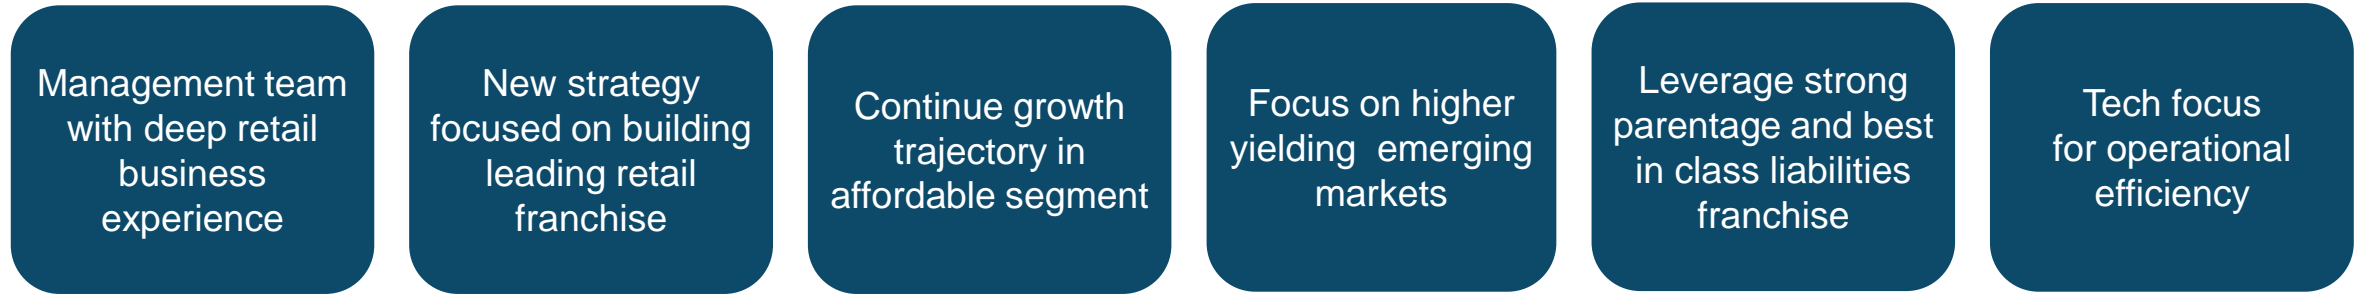 Management team
with deep retail
business
experience
New strategy
focused on building
leading retail
franchise
Continue growth
trajectory in
affordable segment
Focus on higher
yielding  emerging
markets
Leverage strong
parentage and best
in class liabilities
franchise
Tech focus
for operational
efficiency